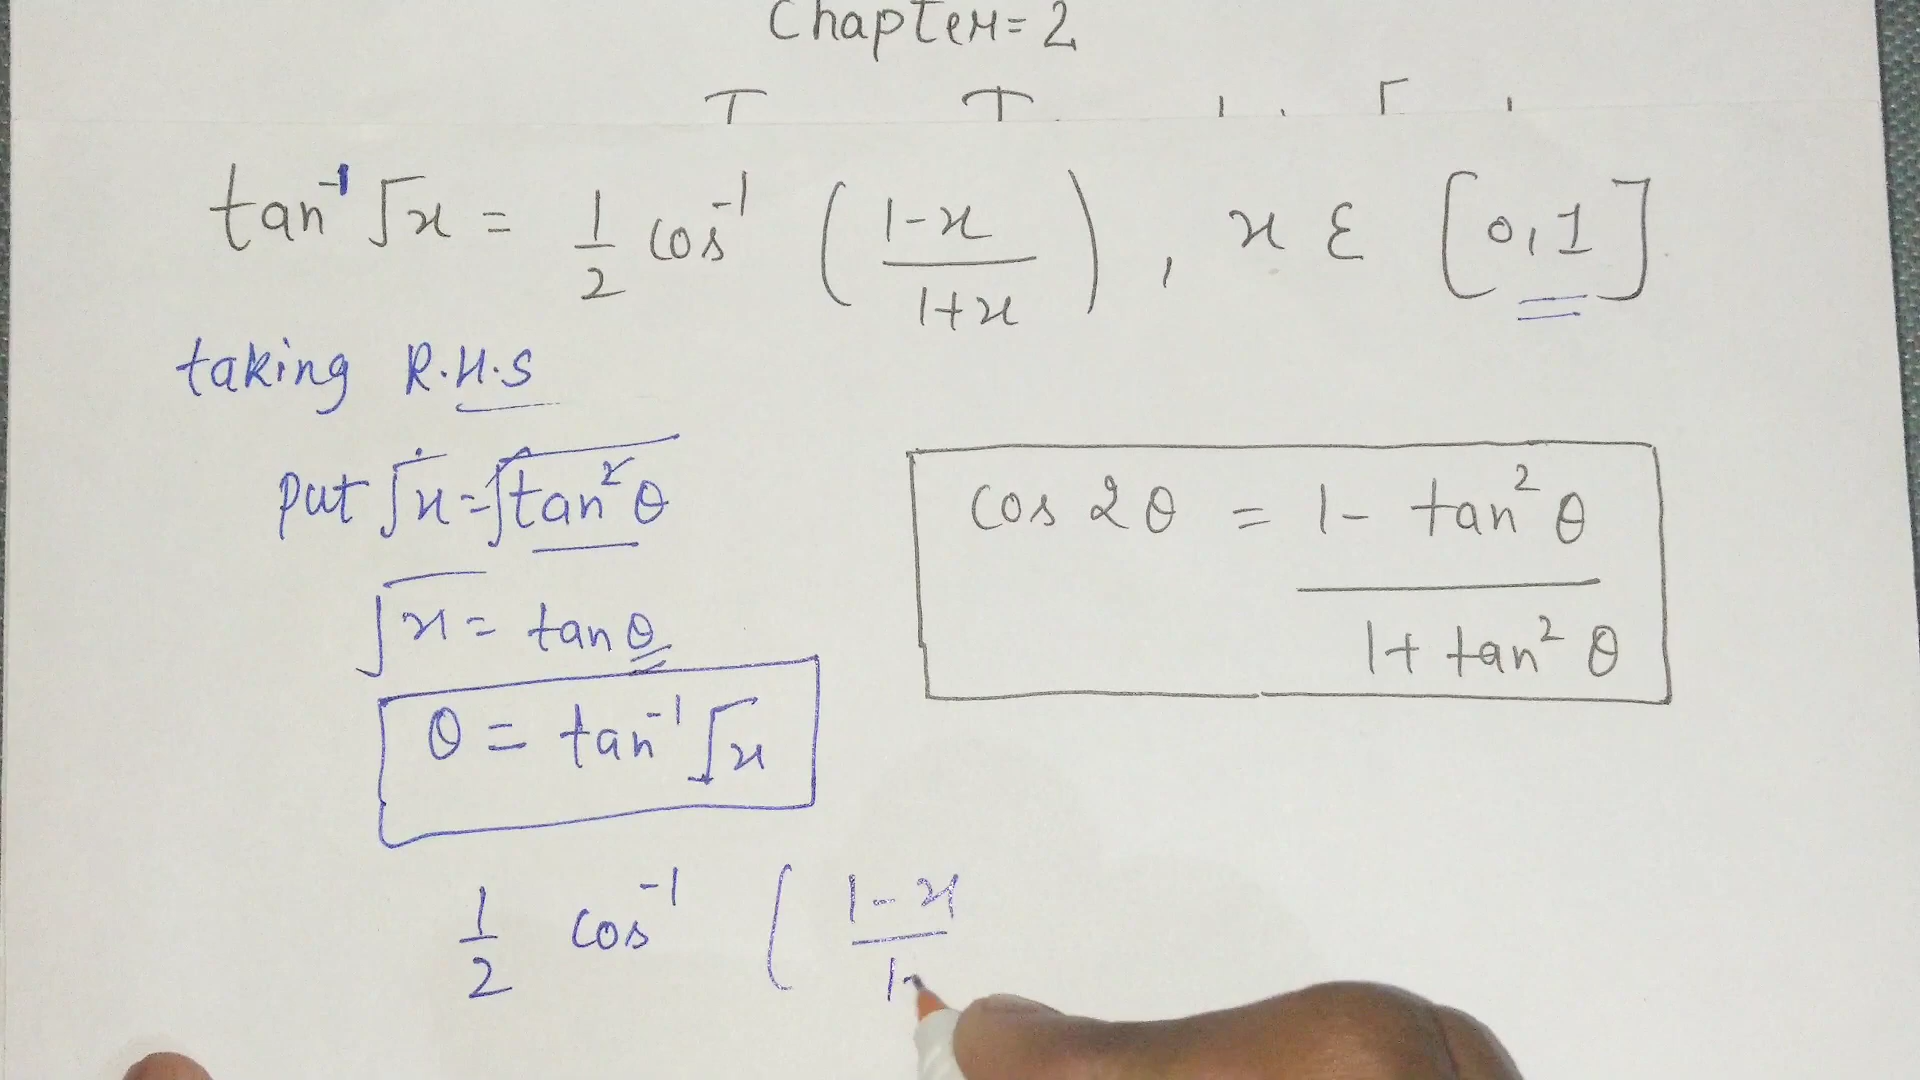 Chapter=2
tan⁻¹ √x = 1/2 cos⁻¹ ( 1-x / 1+x ) , x ε [0,1]
taking R.H.S
put √x = √tan²θ
√x = tanθ
θ = tan⁻¹ √x
cos 2θ = 1 - tan²θ / 1 + tan²θ
1/2 cos⁻¹ ( 1-x / 1